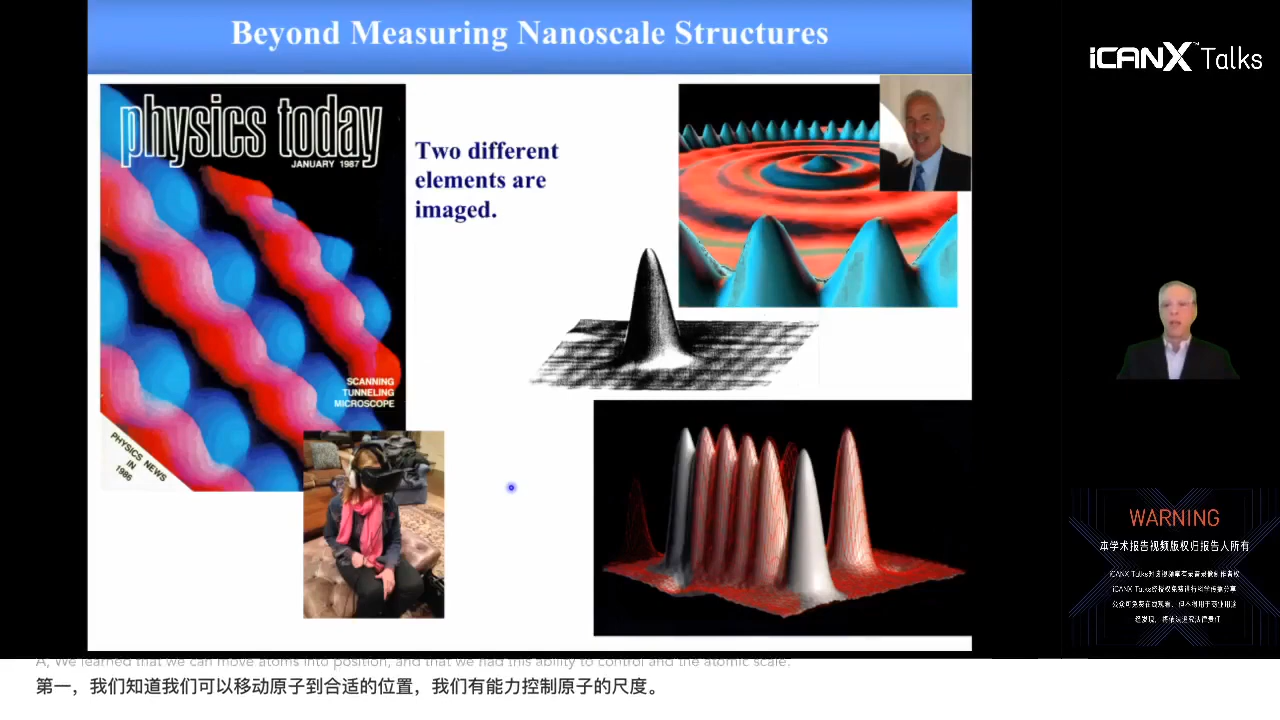 Beyond Measuring Nanoscale Structures
iCANX Talks
physics today
JANUARY 1987
Two different
elements are
imaged.
SCANNING
TUNNELING
MICROSCOPE
PHYSICS NEWS
IN
1986
WARNING
本学术报告视频版权归报告人所有
A, We learned that we can move atoms into position, and that we had this ability to control and the atomic scale.
第一，我们知道我们可以移动原子到合适的位置，我们有能力控制原子的尺度。